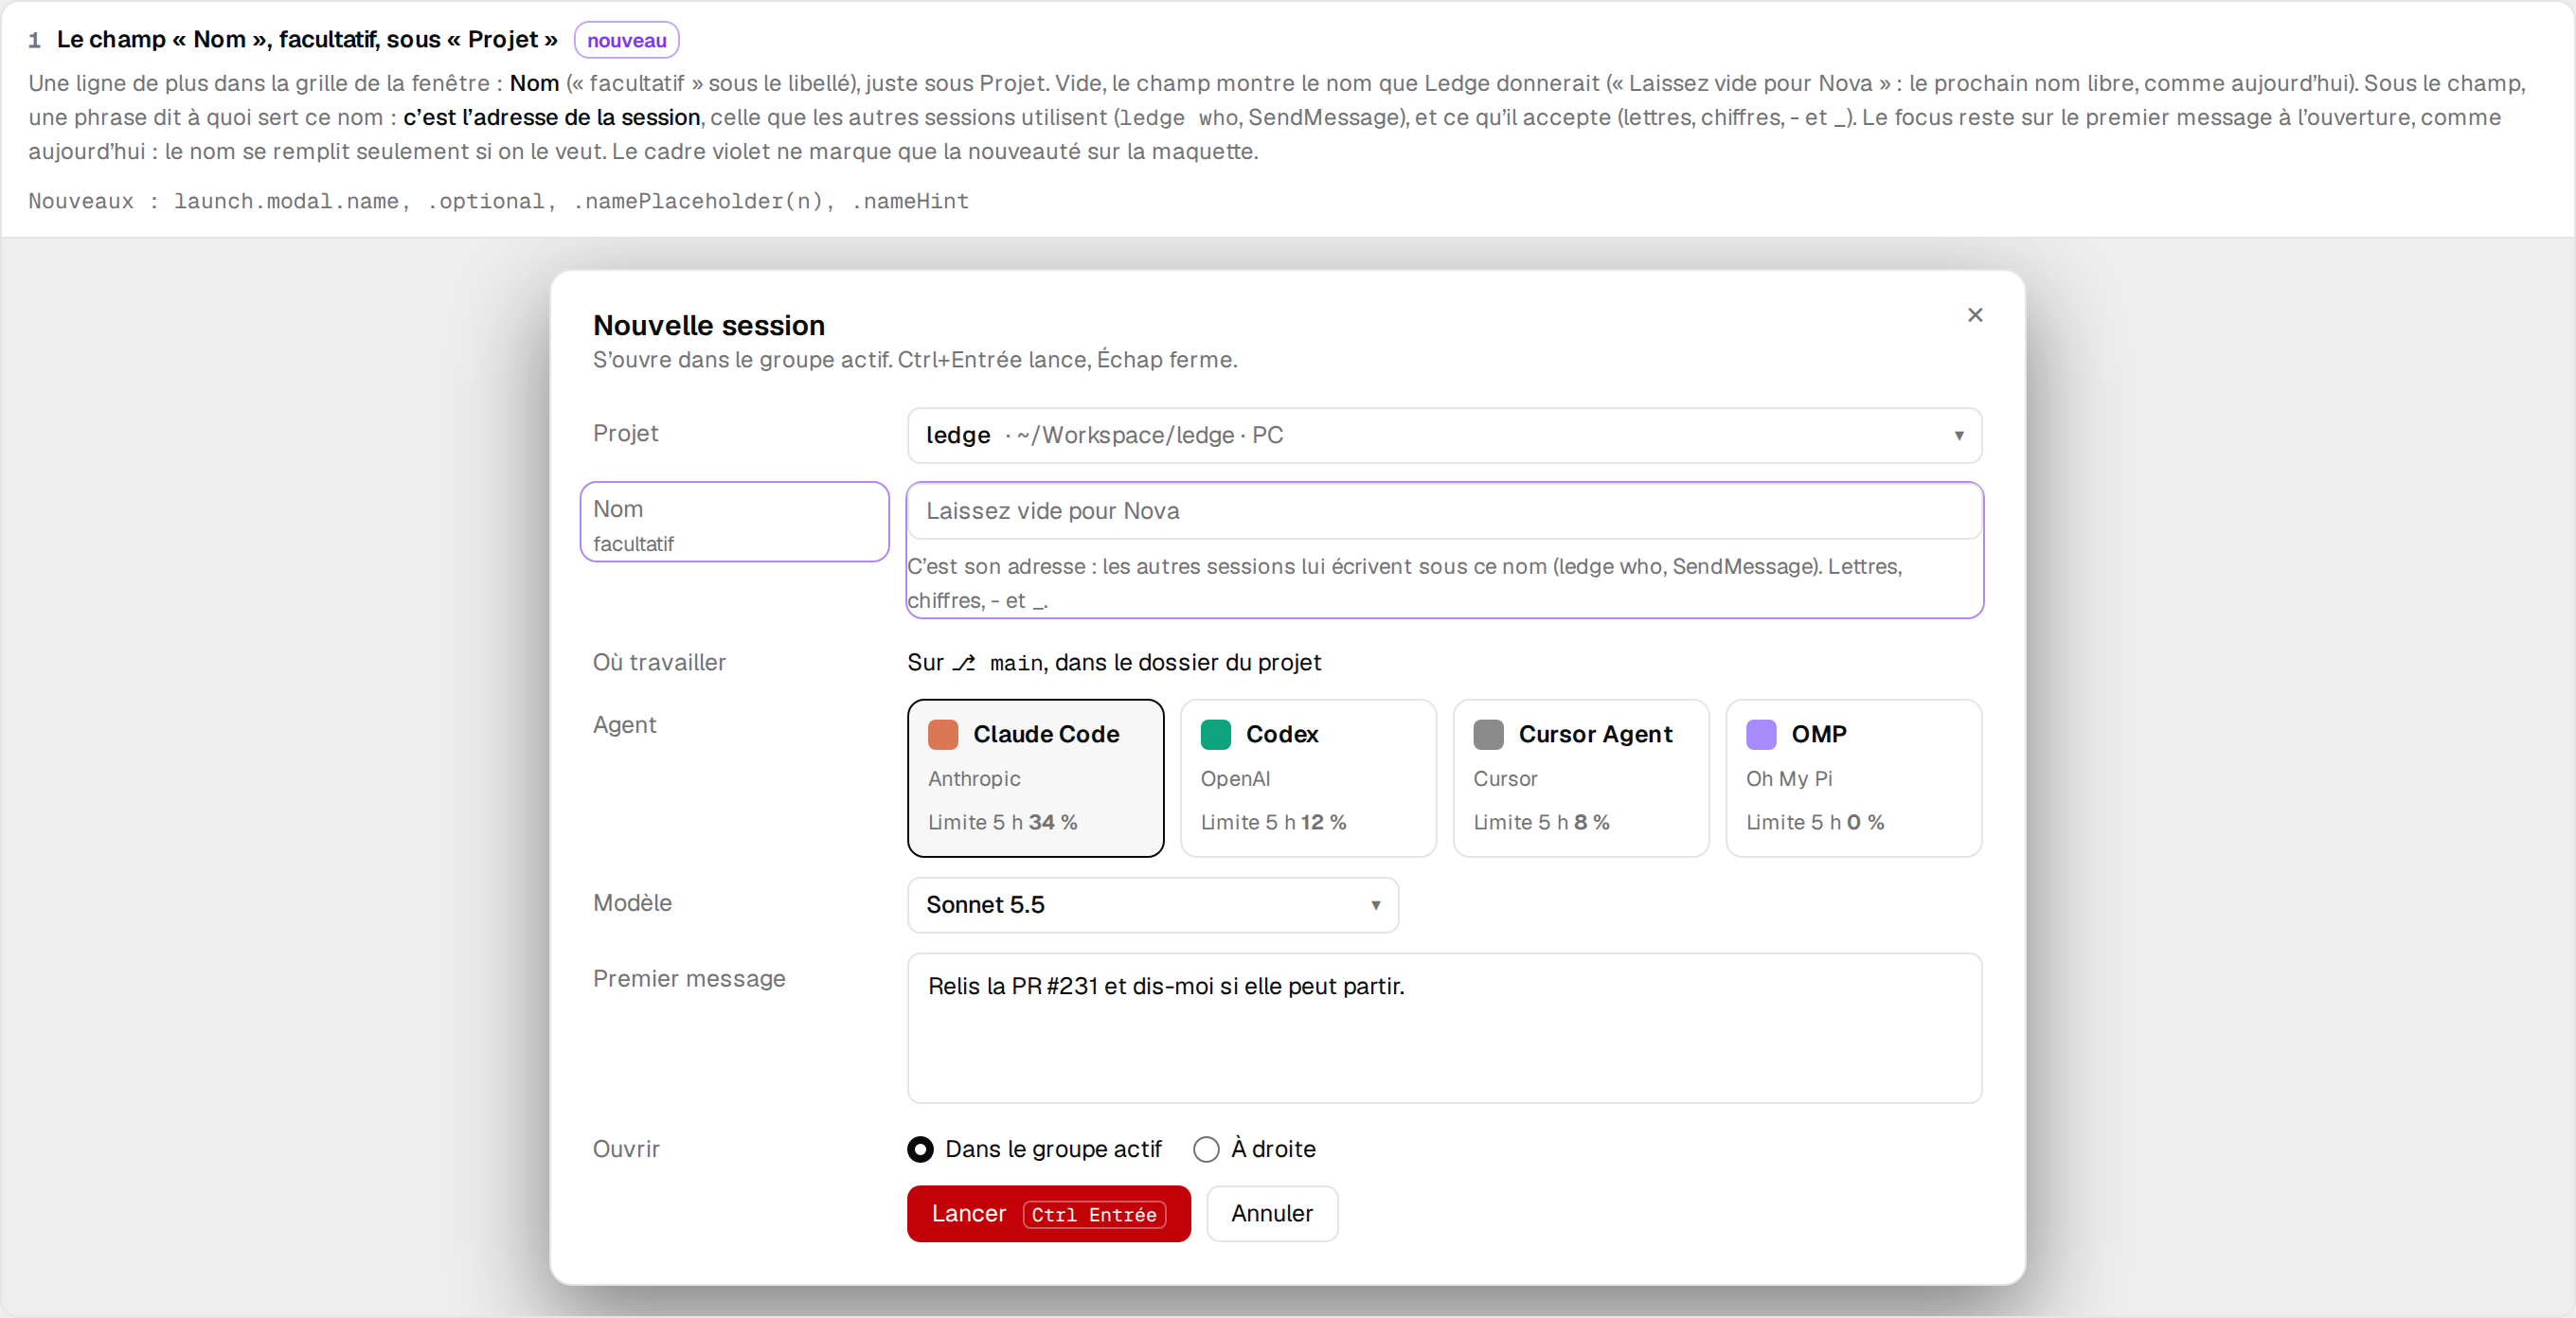 1 Le champ « Nom », facultatif, sous « Projet » nouveau
Une ligne de plus dans la grille de la fenêtre : Nom (« facultatif » sous le libellé), juste sous Projet. Vide, le champ montre le nom que Ledge donnerait (« Laissez vide pour Nova » : le prochain nom libre, comme aujourd’hui). Sous le champ,
une phrase dit à quoi sert ce nom : c’est l’adresse de la session, celle que les autres sessions utilisent (ledge who, SendMessage), et ce qu’il accepte (lettres, chiffres, - et _). Le focus reste sur le premier message à l’ouverture, comme
aujourd’hui : le nom se remplit seulement si on le veut. Le cadre violet ne marque que la nouveauté sur la maquette.
Nouveaux : launch.modal.name, .optional, .namePlaceholder(n), .nameHint
Nouvelle session
✕
S’ouvre dans le groupe actif. Ctrl+Entrée lance, Échap ferme.
Projet
ledge · ~/Workspace/ledge · PC ▾
Nom
facultatif
Laissez vide pour Nova
C’est son adresse : les autres sessions lui écrivent sous ce nom (ledge who, SendMessage). Lettres,
chiffres, - et _.
Où travailler
Sur ⎇ main, dans le dossier du projet
Agent
Claude Code
Anthropic
Limite 5 h 34 %
Codex
OpenAI
Limite 5 h 12 %
Cursor Agent
Cursor
Limite 5 h 8 %
OMP
Oh My Pi
Limite 5 h 0 %
Modèle
Sonnet 5.5 ▾
Premier message
Relis la PR #231 et dis-moi si elle peut partir.
Ouvrir
Dans le groupe actif
À droite
Lancer Ctrl Entrée
Annuler